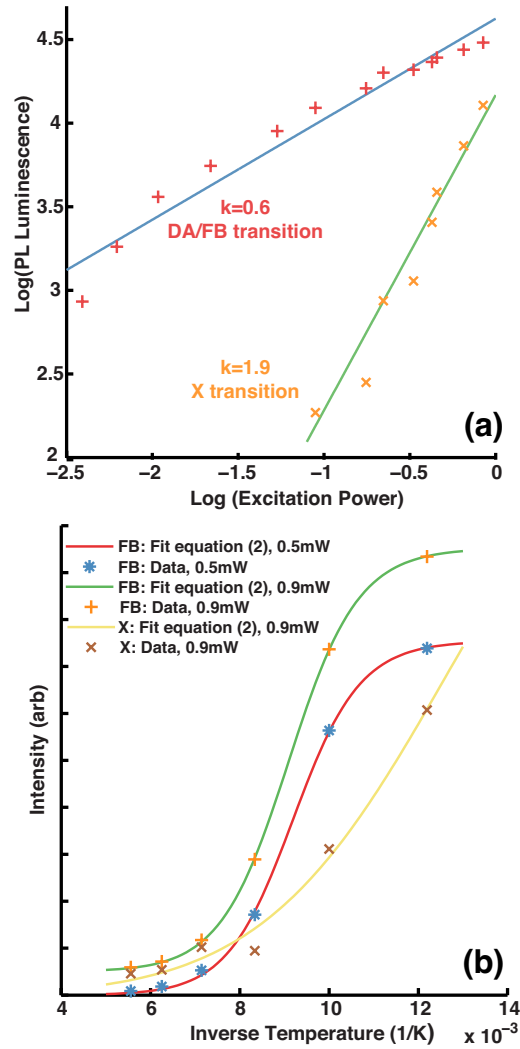 4.5
4
3.5
3
2.5
2
Log(PL Luminescence)
k=0.6
DA/FB transition
k=1.9
X transition
(a)
−2.5 −2 −1.5 −1 −0.5 0
Log (Excitation Power)
FB: Fit equation (2), 0.5mW
FB: Data, 0.5mW
FB: Fit equation (2), 0.9mW
FB: Data, 0.9mW
X: Fit equation (2), 0.9mW
X: Data, 0.9mW
Intensity (arb)
(b)
4 6 8 10 12 14
Inverse Temperature (1/K) x 10⁻³